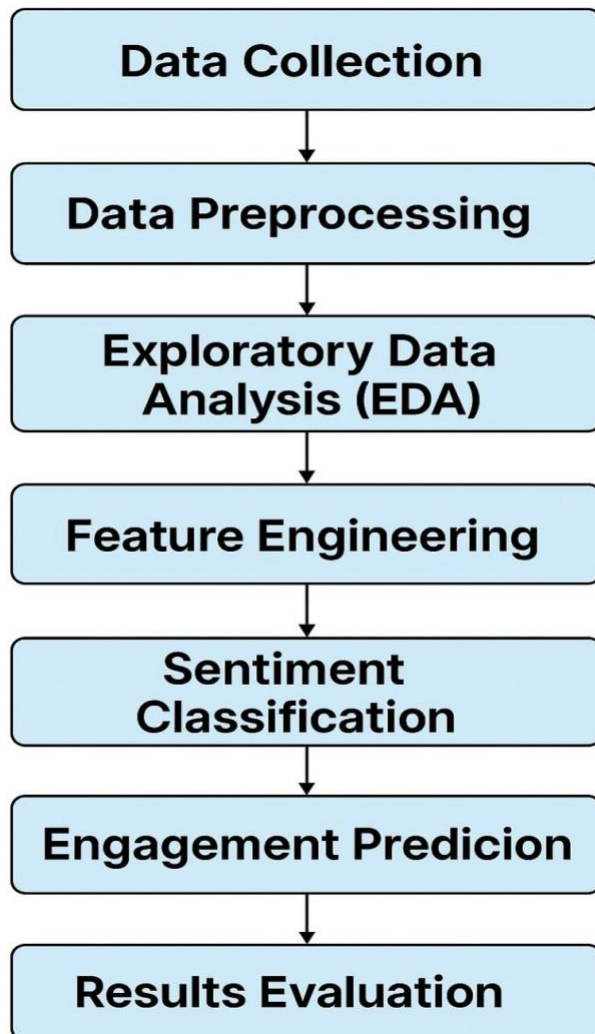 Data Collection
Data Preprocessing
Exploratory Data
Analysis (EDA)
Feature Engineering
Sentiment
Classification
Engagement Predicion
Results Evaluation